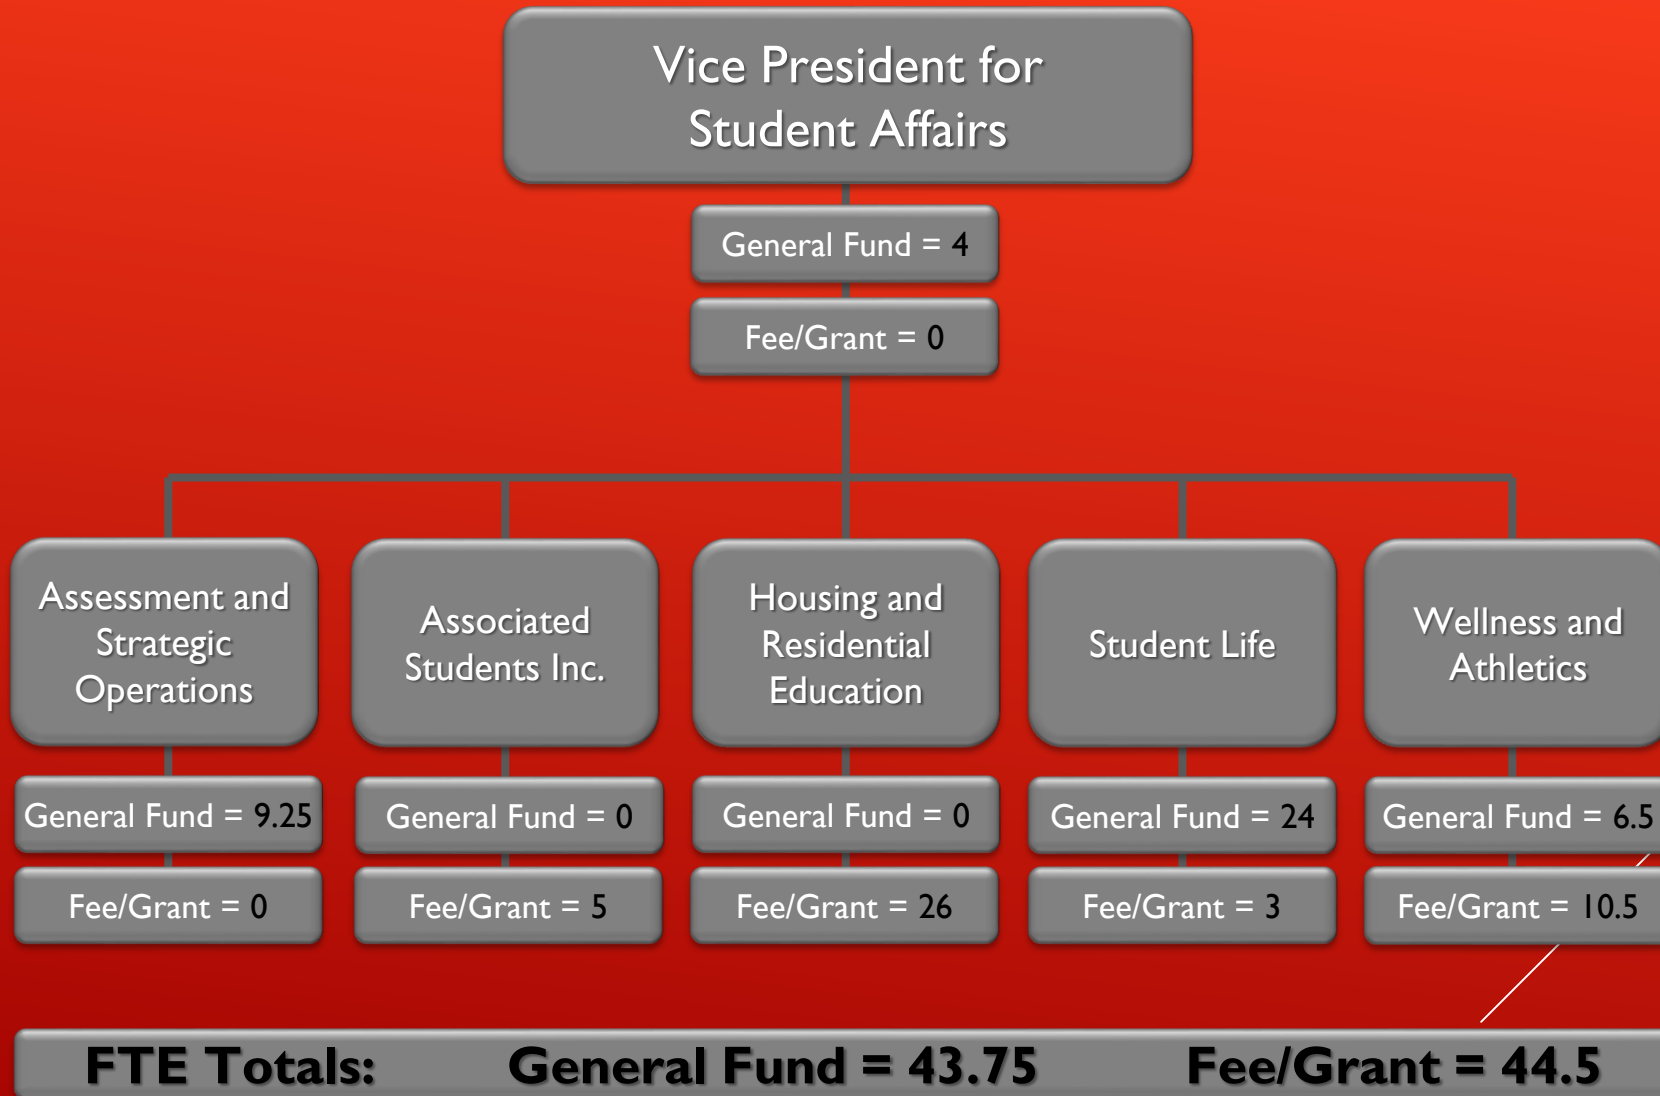 Vice President for
Student Affairs
General Fund = 4
Fee/Grant = 0
Assessment and
Strategic
Operations
Associated
Students Inc.
Housing and
Residential
Education
Student Life
Wellness and
Athletics
General Fund = 9.25
General Fund = 0
General Fund = 0
General Fund = 24
General Fund = 6.5
Fee/Grant = 0
Fee/Grant = 5
Fee/Grant = 26
Fee/Grant = 3
Fee/Grant = 10.5
FTE Totals: General Fund = 43.75 Fee/Grant = 44.5